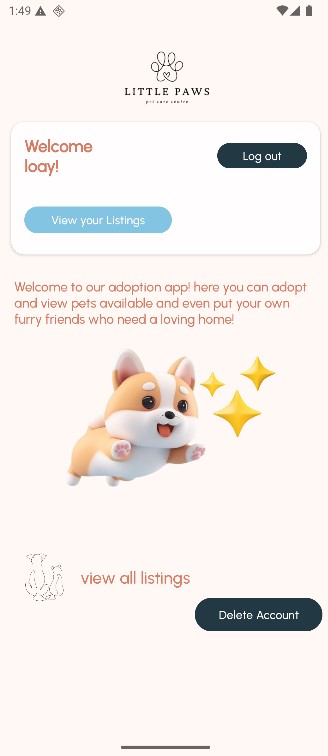 1:49
LITTLE PAWS
pet care centre
Welcome
loay!
Log out
View your Listings
Welcome to our adoption app! here you can adopt
and view pets available and even put your own
furry friends who need a loving home!
view all listings
Delete Account